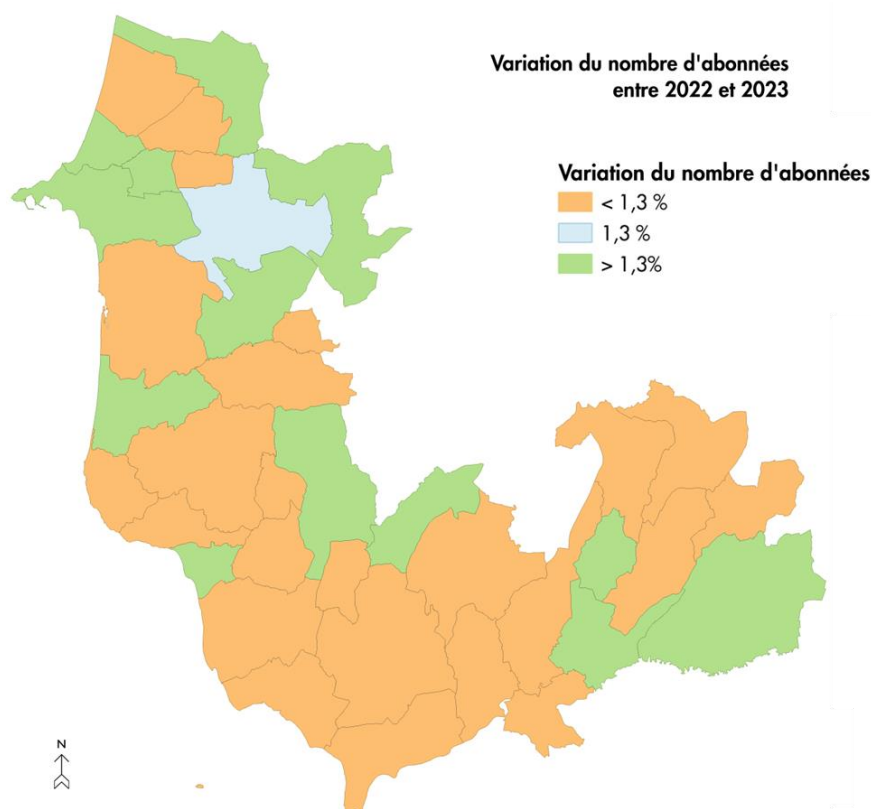 Variation du nombre d'abonnées
entre 2022 et 2023
Variation du nombre d'abonnées
< 1,3 %
1,3 %
> 1,3%
N